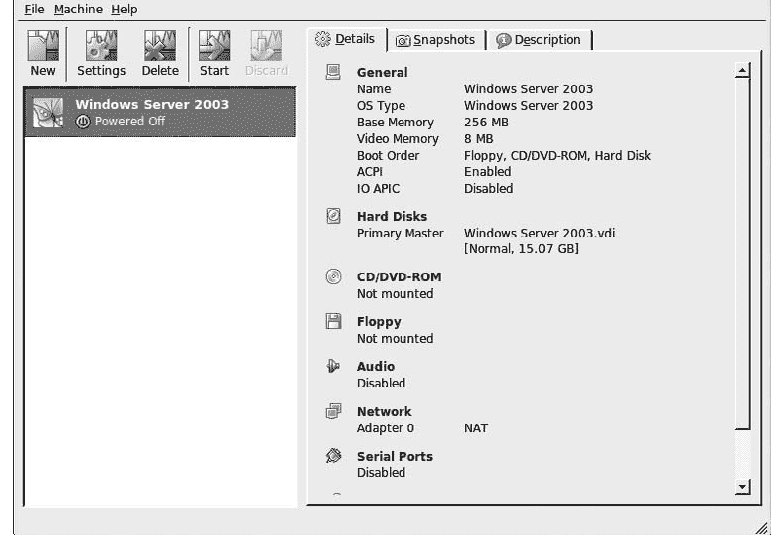 File Machine Help
New Settings Delete Start Discard
Details Snapshots Description
Windows Server 2003
Powered Off
General
Name Windows Server 2003
OS Type Windows Server 2003
Base Memory 256 MB
Video Memory 8 MB
Boot Order Floppy, CD/DVD-ROM, Hard Disk
ACPI Enabled
IO APIC Disabled
Hard Disks
Primary Master Windows Server 2003.vdi
[Normal, 15.07 GB]
CD/DVD-ROM
Not mounted
Floppy
Not mounted
Audio
Disabled
Network
Adapter 0 NAT
Serial Ports
Disabled